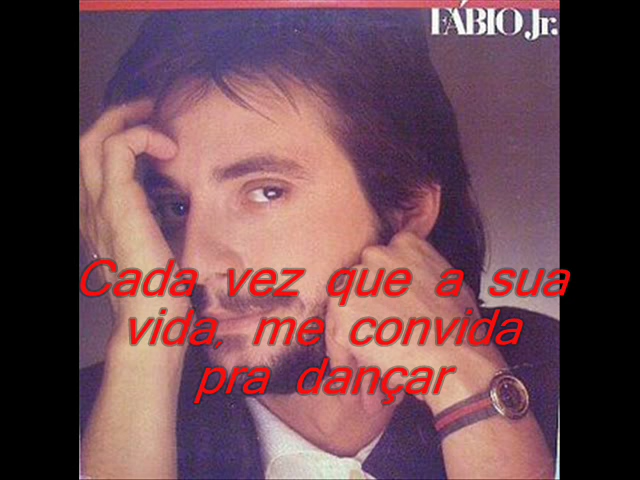 FÁBIO Jr.
Cada vez que a sua
vida, me convida
pra dançar